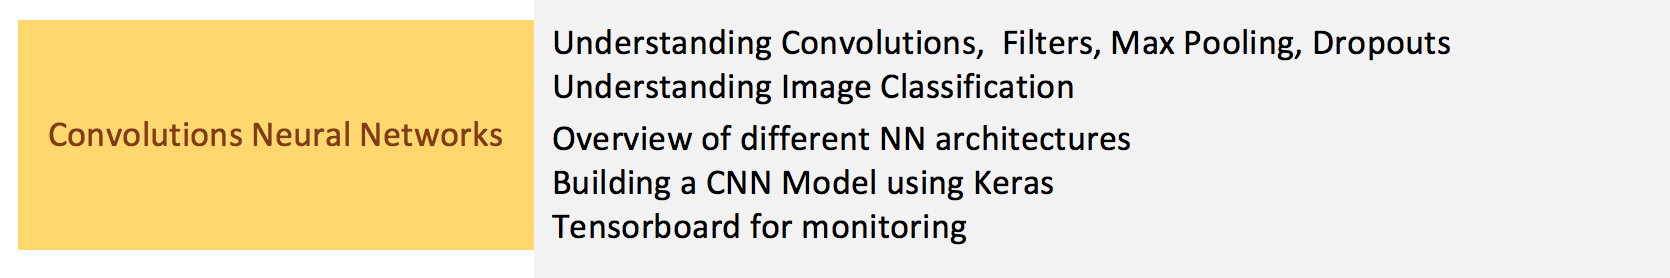 Convolutions Neural Networks
Understanding Convolutions,  Filters, Max Pooling, Dropouts
Understanding Image Classification
Overview of different NN architectures
Building a CNN Model using Keras
Tensorboard for monitoring